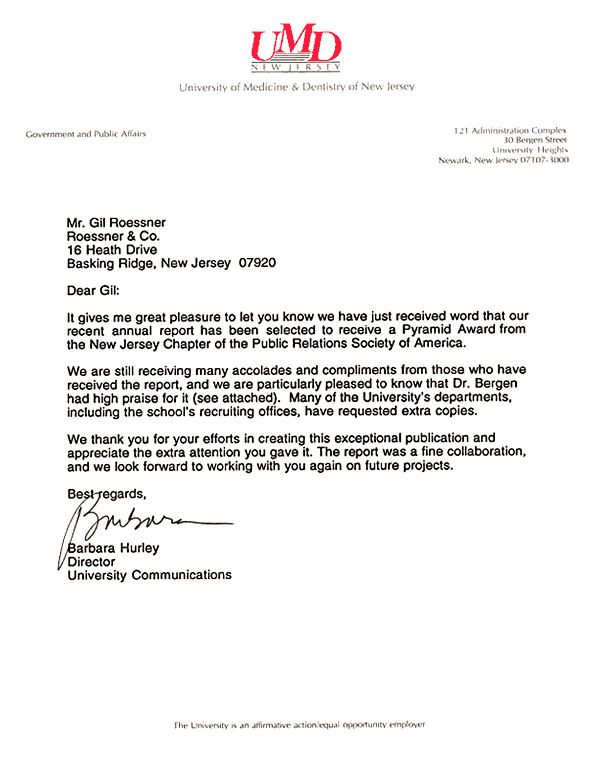 UMD
NEW JERSEY
University of Medicine & Dentistry of New Jersey
Government and Public Affairs
121 Administration Complex
30 Bergen Street
University Heights
Newark, New Jersey 07107-3000
Mr. Gil Roessner
Roessner & Co.
16 Heath Drive
Basking Ridge, New Jersey 07920
Dear Gil:
It gives me great pleasure to let you know we have just received word that our
recent annual report has been selected to receive a Pyramid Award from
the New Jersey Chapter of the Public Relations Society of America.
We are still receiving many accolades and compliments from those who have
received the report, and we are particularly pleased to know that Dr. Bergen
had high praise for it (see attached). Many of the University's departments,
including the school's recruiting offices, have requested extra copies.
We thank you for your efforts in creating this exceptional publication and
appreciate the extra attention you gave it. The report was a fine collaboration,
and we look forward to working with you again on future projects.
Best regards,
Barbara
Barbara Hurley
Director
University Communications
The University is an affirmative action/equal opportunity employer